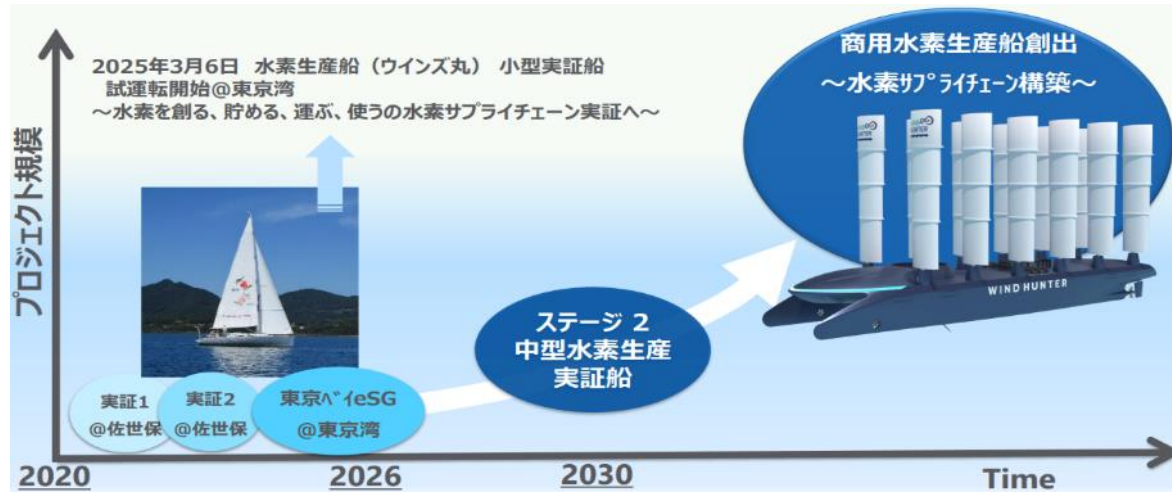 2025年3月6日 水素生産船（ウインズ丸）小型実証船
試運転開始@東京湾
～水素を創る、貯める、運ぶ、使うの水素サプライチェーン実証へ～
商用水素生産船創出
～水素ｻﾌﾟﾗｲﾁｪｰﾝ構築～
WIND HUNTER
プロジェクト規模
ステージ 2
中型水素生産
実証船
実証1
@佐世保
実証2
@佐世保
東京ﾍﾞｲeSG
@東京湾
2020
2026
2030
Time